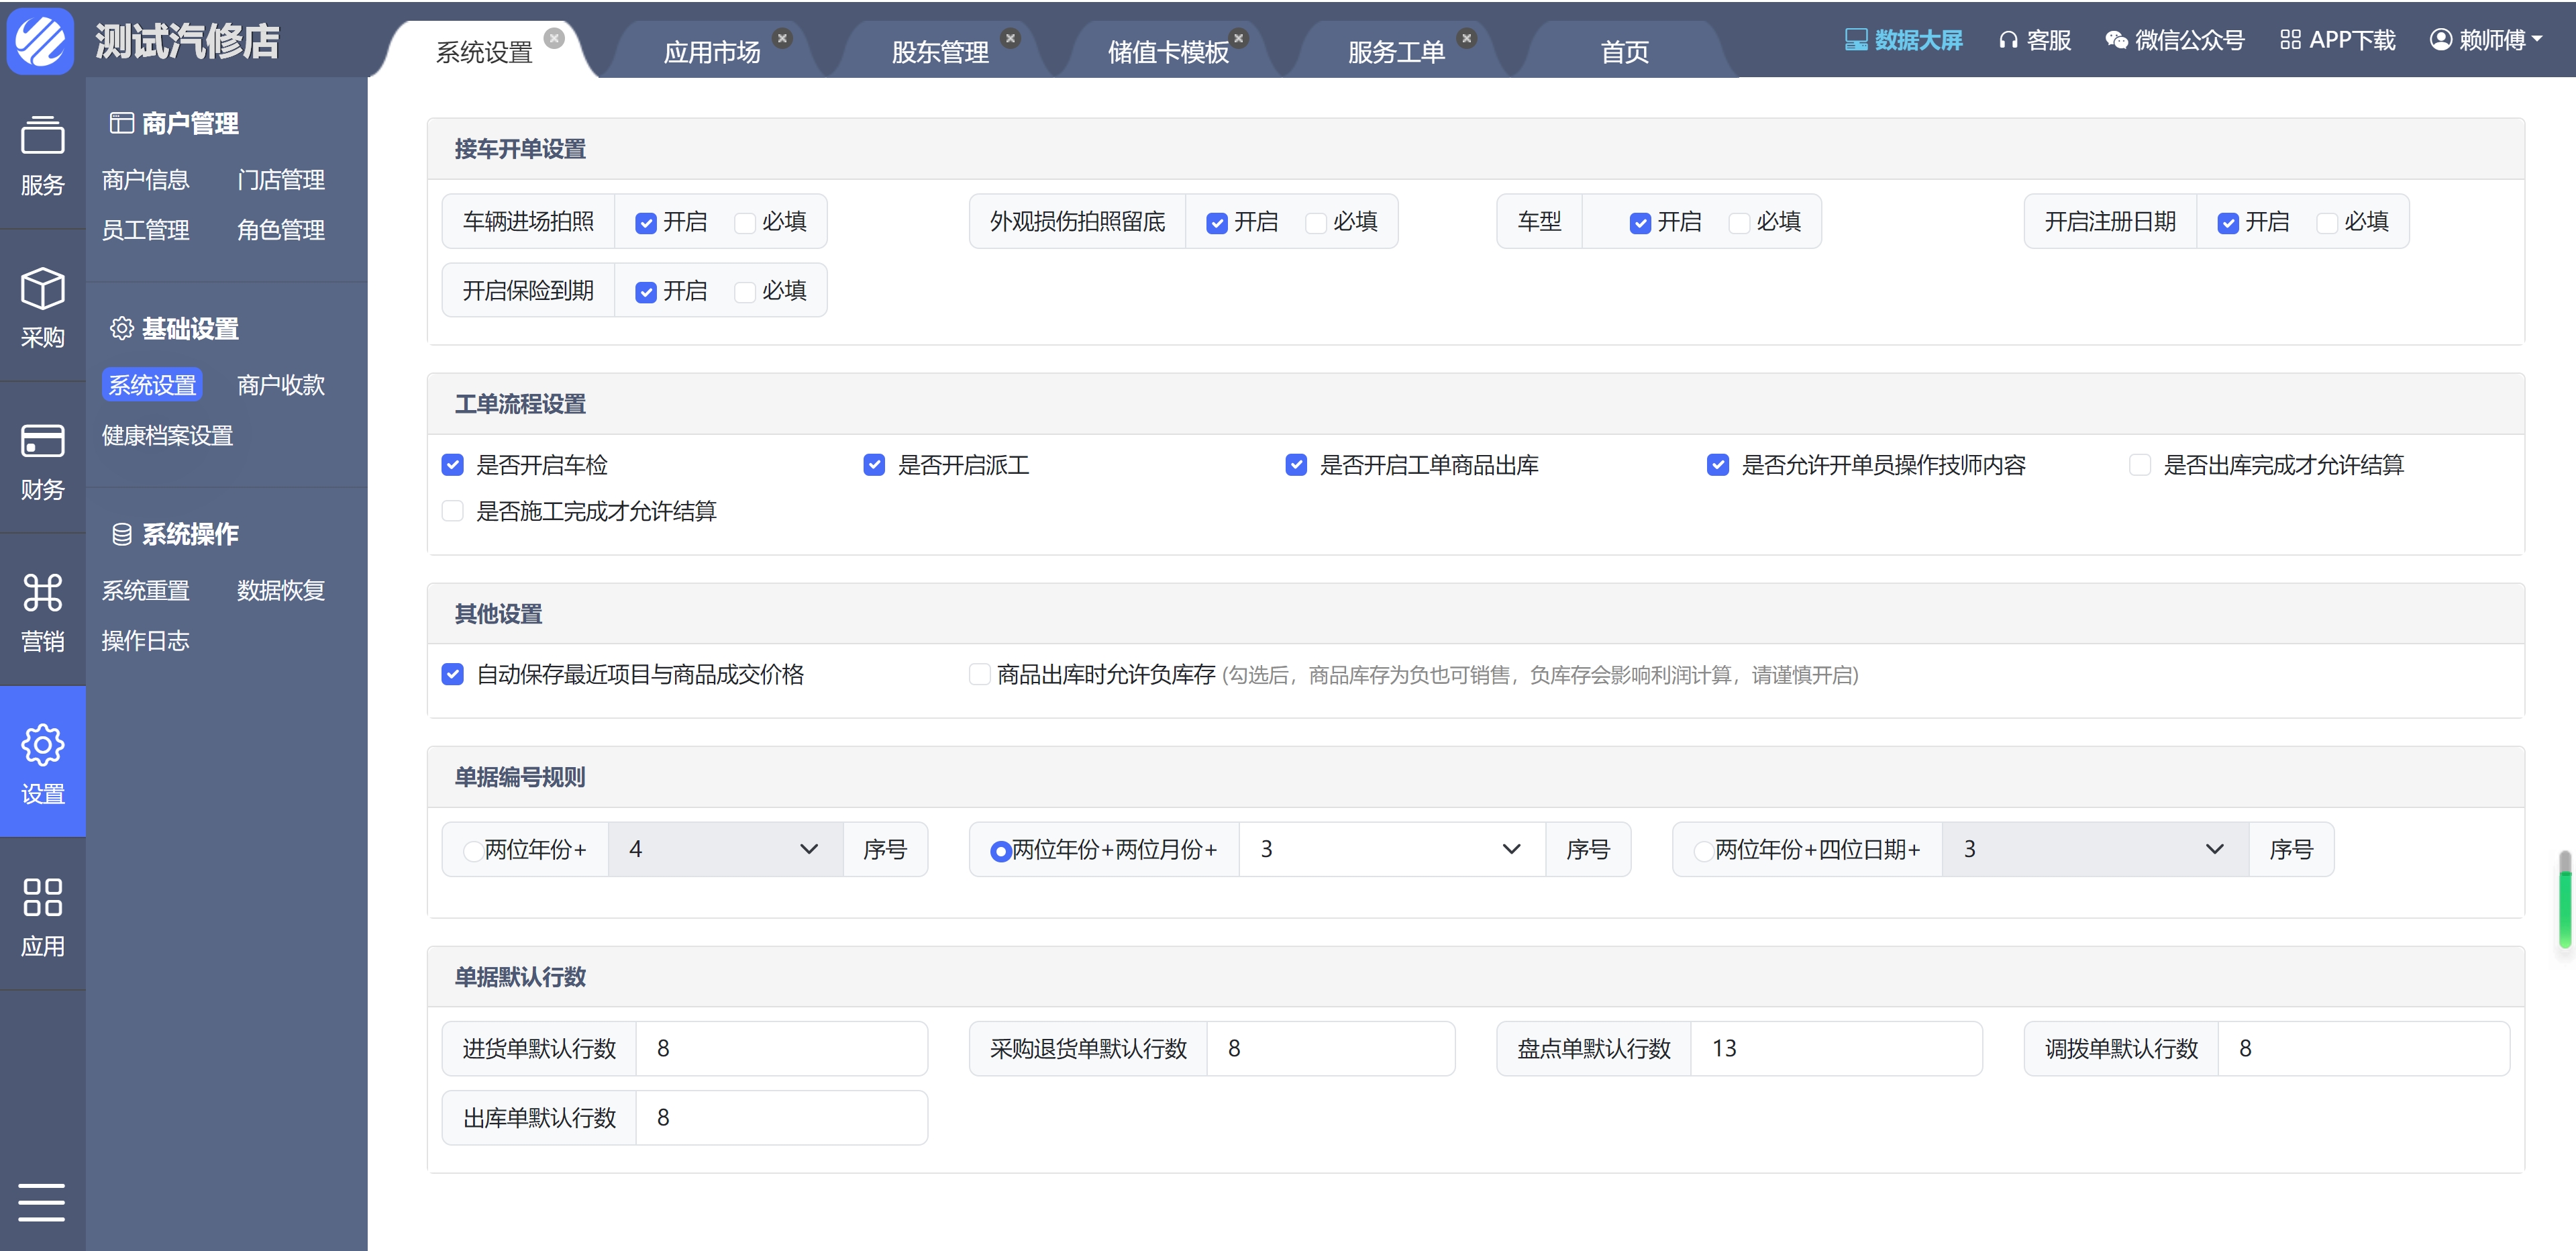 测试汽修店
系统设置 应用市场 股东管理 储值卡模板 服务工单 首页
数据大屏 客服 微信公众号 APP下载 赖师傅
服务
采购
财务
营销
设置
应用
商户管理
商户信息 门店管理
员工管理 角色管理
基础设置
系统设置 商户收款
健康档案设置
系统操作
系统重置 数据恢复
操作日志
接车开单设置
车辆进场拍照 开启 必填 外观损伤拍照留底 开启 必填 车型 开启 必填 开启注册日期 开启 必填
开启保险到期 开启 必填
工单流程设置
是否开启车检 是否开启派工 是否开启工单商品出库 是否允许开单员操作技师内容 是否出库完成才允许结算
是否施工完成才允许结算
其他设置
自动保存最近项目与商品成交价格 商品出库时允许负库存 (勾选后，商品库存为负也可销售，负库存会影响利润计算，请谨慎开启)
单据编号规则
两位年份+ 4 序号 两位年份+两位月份+ 3 序号 两位年份+四位日期+ 3 序号
单据默认行数
进货单默认行数 8 采购退货单默认行数 8 盘点单默认行数 13 调拨单默认行数 8
出库单默认行数 8